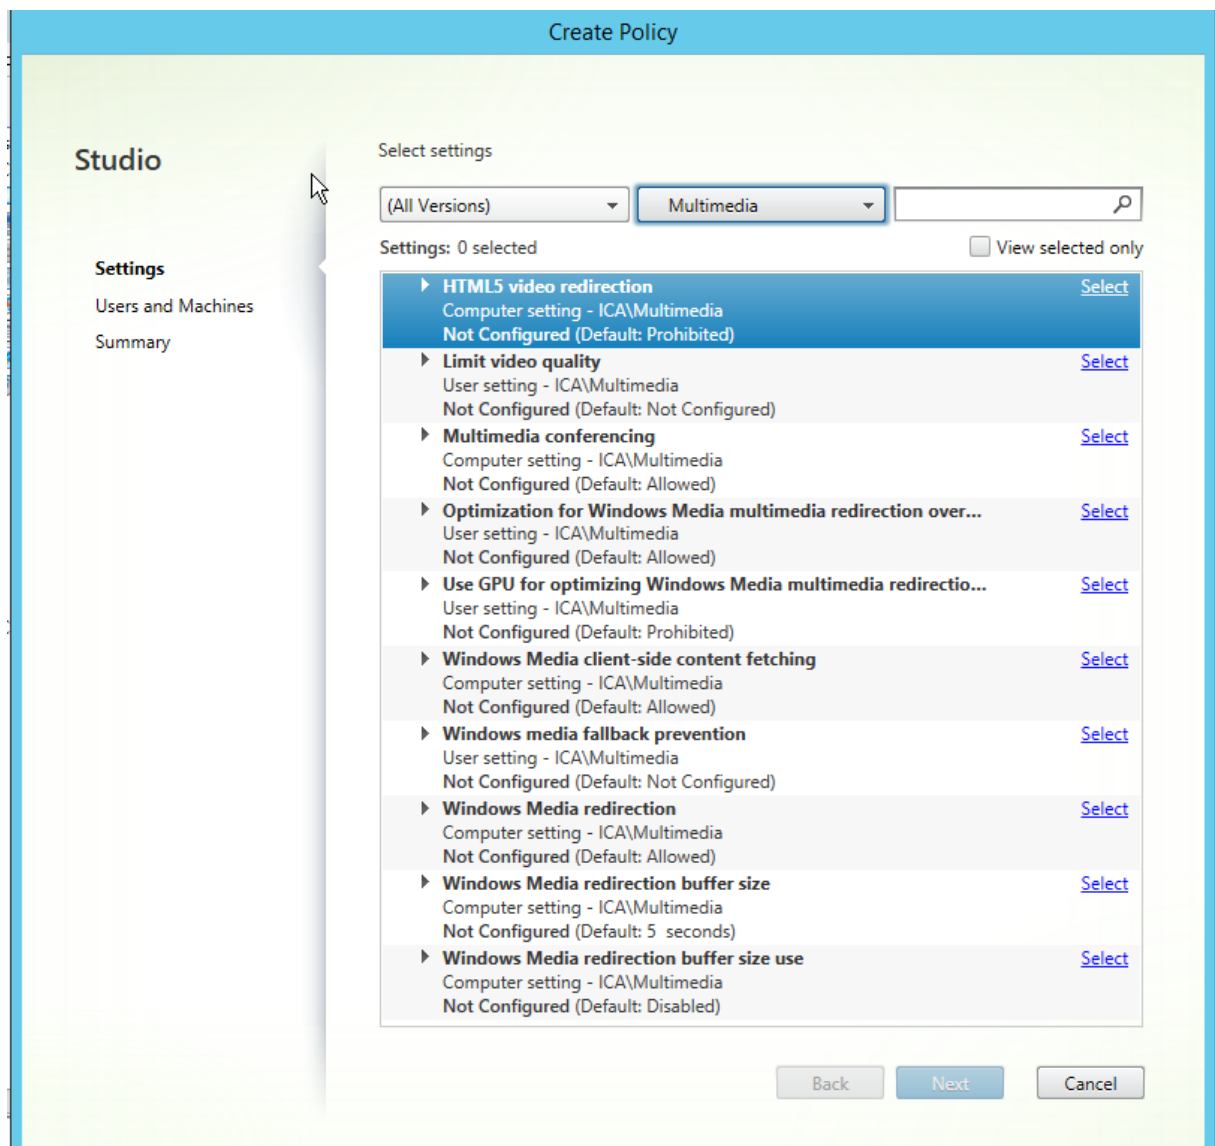 Create Policy
Studio
Settings
Users and Machines
Summary
Select settings
(All Versions)
Multimedia
Settings: 0 selected
View selected only
HTML5 video redirection Select
Computer setting - ICA\Multimedia
Not Configured (Default: Prohibited)
Limit video quality Select
User setting - ICA\Multimedia
Not Configured (Default: Not Configured)
Multimedia conferencing Select
Computer setting - ICA\Multimedia
Not Configured (Default: Allowed)
Optimization for Windows Media multimedia redirection over... Select
User setting - ICA\Multimedia
Not Configured (Default: Allowed)
Use GPU for optimizing Windows Media multimedia redirectio... Select
User setting - ICA\Multimedia
Not Configured (Default: Prohibited)
Windows Media client-side content fetching Select
Computer setting - ICA\Multimedia
Not Configured (Default: Allowed)
Windows media fallback prevention Select
User setting - ICA\Multimedia
Not Configured (Default: Not Configured)
Windows Media redirection Select
Computer setting - ICA\Multimedia
Not Configured (Default: Allowed)
Windows Media redirection buffer size Select
Computer setting - ICA\Multimedia
Not Configured (Default: 5  seconds)
Windows Media redirection buffer size use Select
Computer setting - ICA\Multimedia
Not Configured (Default: Disabled)
Back Next Cancel